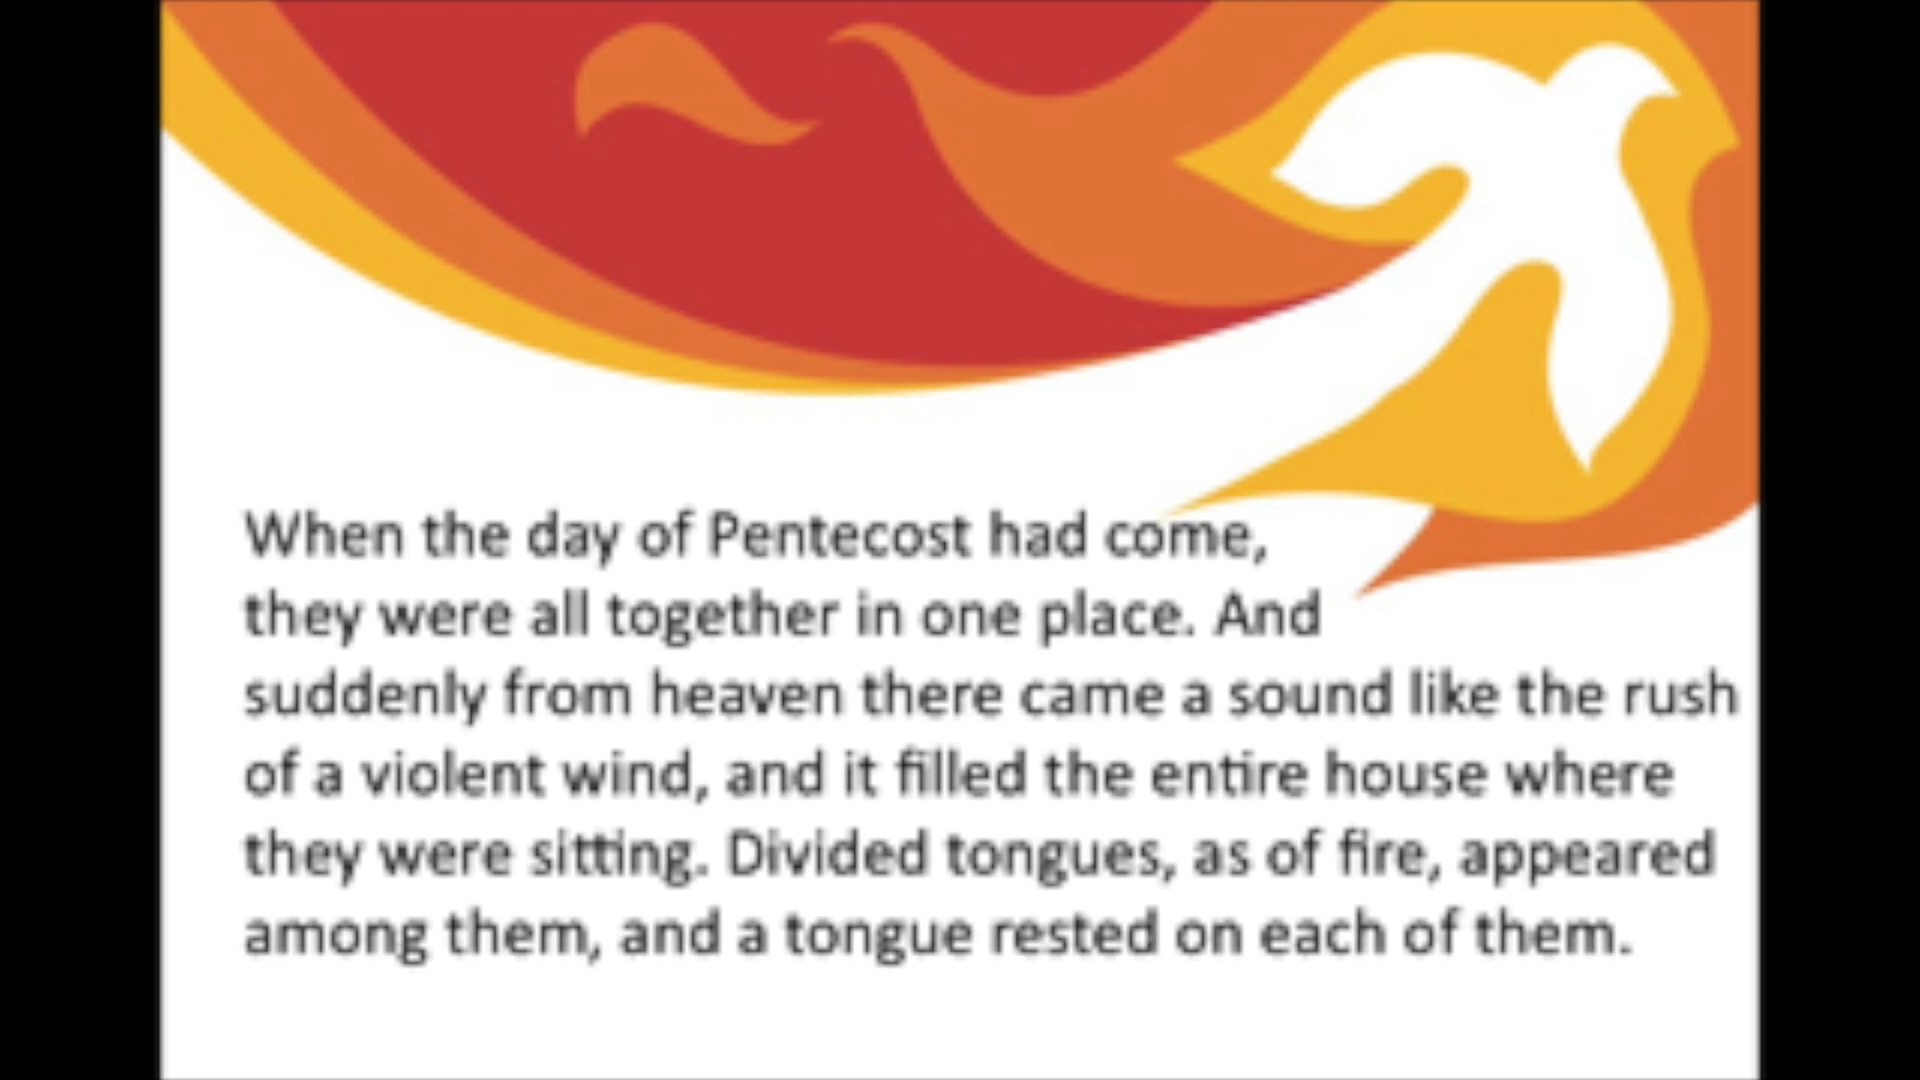 When the day of Pentecost had come,
they were all together in one place. And
suddenly from heaven there came a sound like the rush
of a violent wind, and it filled the entire house where
they were sitting. Divided tongues, as of fire, appeared
among them, and a tongue rested on each of them.